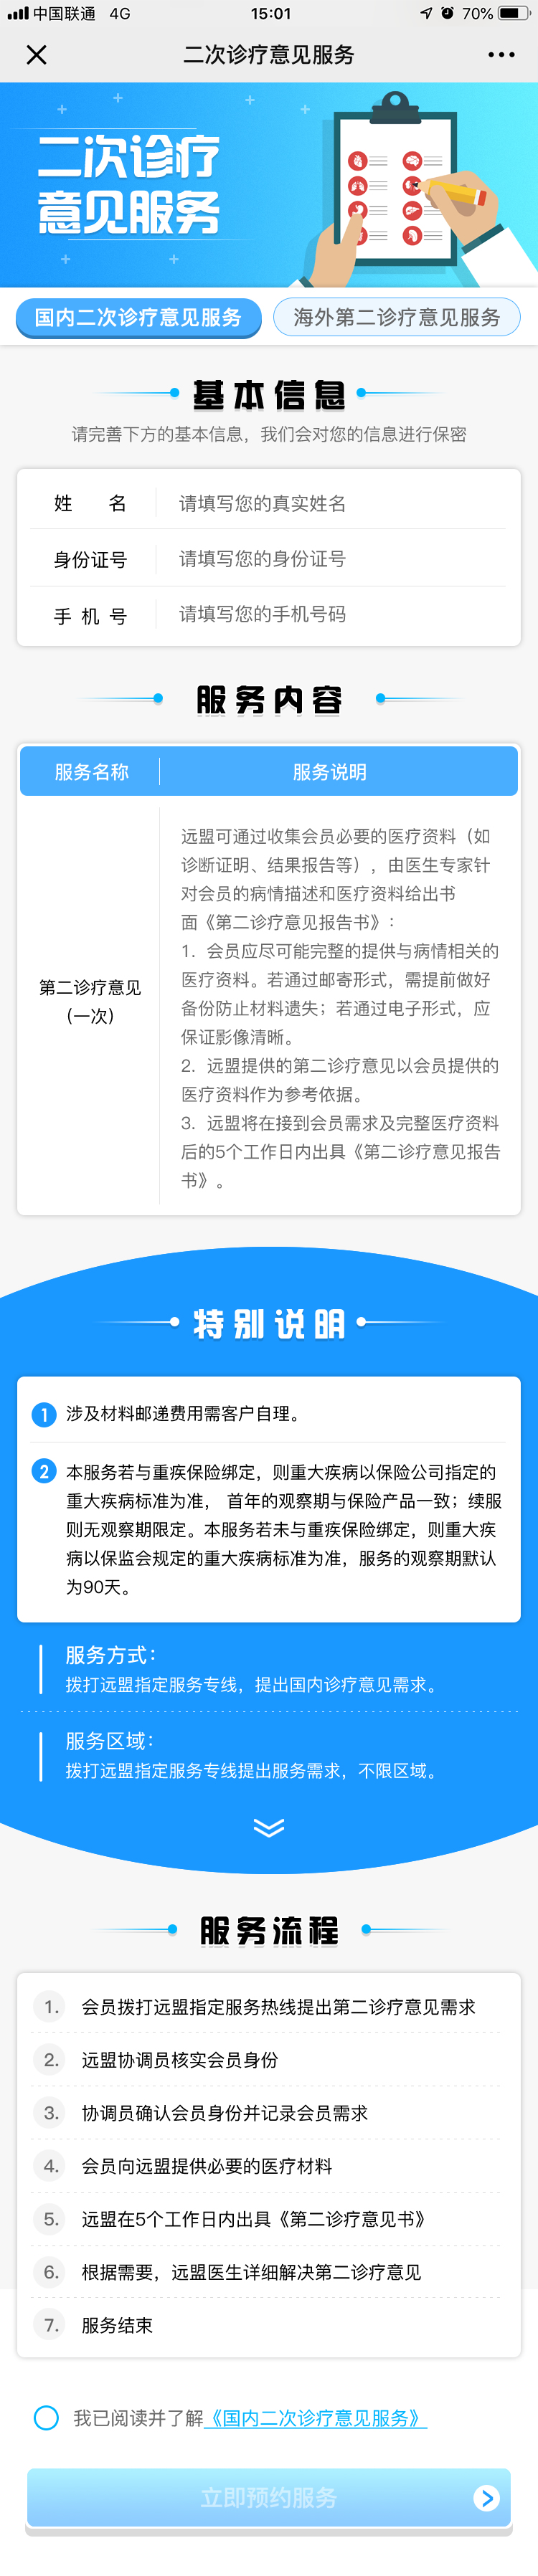 中国联通 4G 15:01 70%
二次诊疗意见服务
二次诊疗
意见服务
国内二次诊疗意见服务 海外第二诊疗意见服务
基本信息
请完善下方的基本信息，我们会对您的信息进行保密
姓 名 请填写您的真实姓名
身份证号 请填写您的身份证号
手 机 号 请填写您的手机号码
服务内容
服务名称 服务说明
第二诊疗意见
（一次）
远盟可通过收集会员必要的医疗资料（如
诊断证明、结果报告等），由医生专家针
对会员的病情描述和医疗资料给出书
面《第二诊疗意见报告书》：
1. 会员应尽可能完整的提供与病情相关的
医疗资料。若通过邮寄形式，需提前做好
备份防止材料遗失；若通过电子形式，应
保证影像清晰。
2. 远盟提供的第二诊疗意见以会员提供的
医疗资料作为参考依据。
3. 远盟将在接到会员需求及完整医疗资料
后的5个工作日内出具《第二诊疗意见报告
书》。
特别说明
1 涉及材料邮递费用需客户自理。
2 本服务若与重疾保险绑定，则重大疾病以保险公司指定的
重大疾病标准为准， 首年的观察期与保险产品一致；续服
则无观察期限定。本服务若未与重疾保险绑定，则重大疾
病以保监会规定的重大疾病标准为准，服务的观察期默认
为90天。
服务方式：
拨打远盟指定服务专线，提出国内诊疗意见需求。
服务区域：
拨打远盟指定服务专线提出服务需求，不限区域。
服务流程
1. 会员拨打远盟指定服务热线提出第二诊疗意见需求
2. 远盟协调员核实会员身份
3. 协调员确认会员身份并记录会员需求
4. 会员向远盟提供必要的医疗材料
5. 远盟在5个工作日内出具《第二诊疗意见书》
6. 根据需要，远盟医生详细解决第二诊疗意见
7. 服务结束
我已阅读并了解《国内二次诊疗意见服务》
立即预约服务